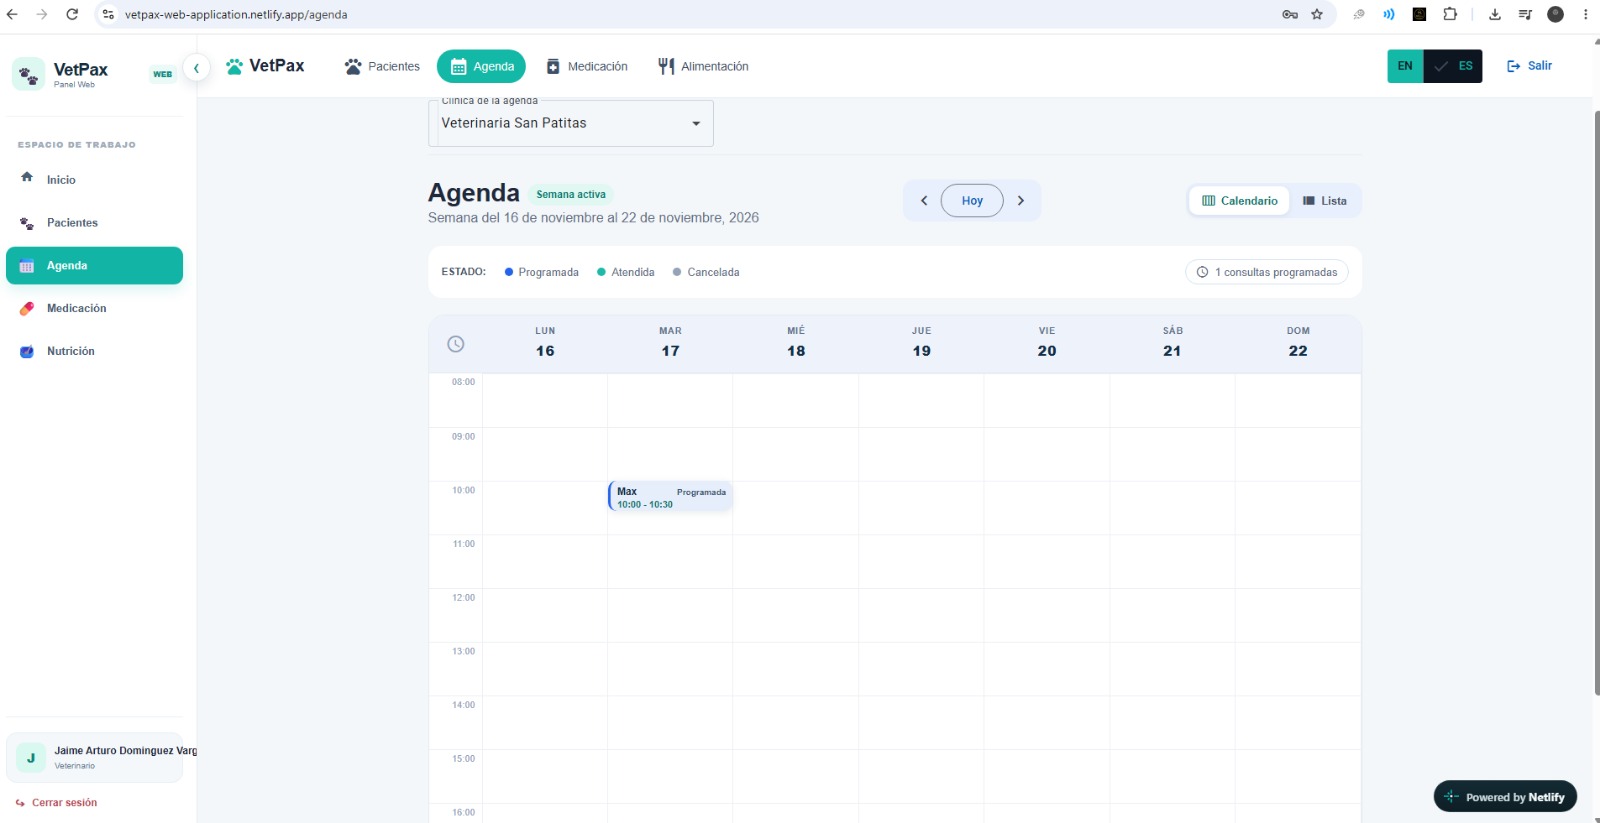 vetpax-web-application.netlify.app/agenda
VetPax
Panel Web
WEB
VetPax
Pacientes
Agenda
Medicación
Alimentación
EN
ES
Salir
ESPACIO DE TRABAJO
Inicio
Pacientes
Agenda
Medicación
Nutrición
Jaime Arturo Dominguez Varg
Veterinario
Cerrar sesión
Clínica de la agenda
Veterinaria San Patitas
Agenda
Semana activa
Semana del 16 de noviembre al 22 de noviembre, 2026
Hoy
Calendario
Lista
ESTADO:
Programada
Atendida
Cancelada
1 consultas programadas
LUN MAR MIÉ JUE VIE SÁB DOM
16 17 18 19 20 21 22
08:00
09:00
10:00
Max Programada
10:00 - 10:30
11:00
12:00
13:00
14:00
15:00
16:00
Powered by Netlify